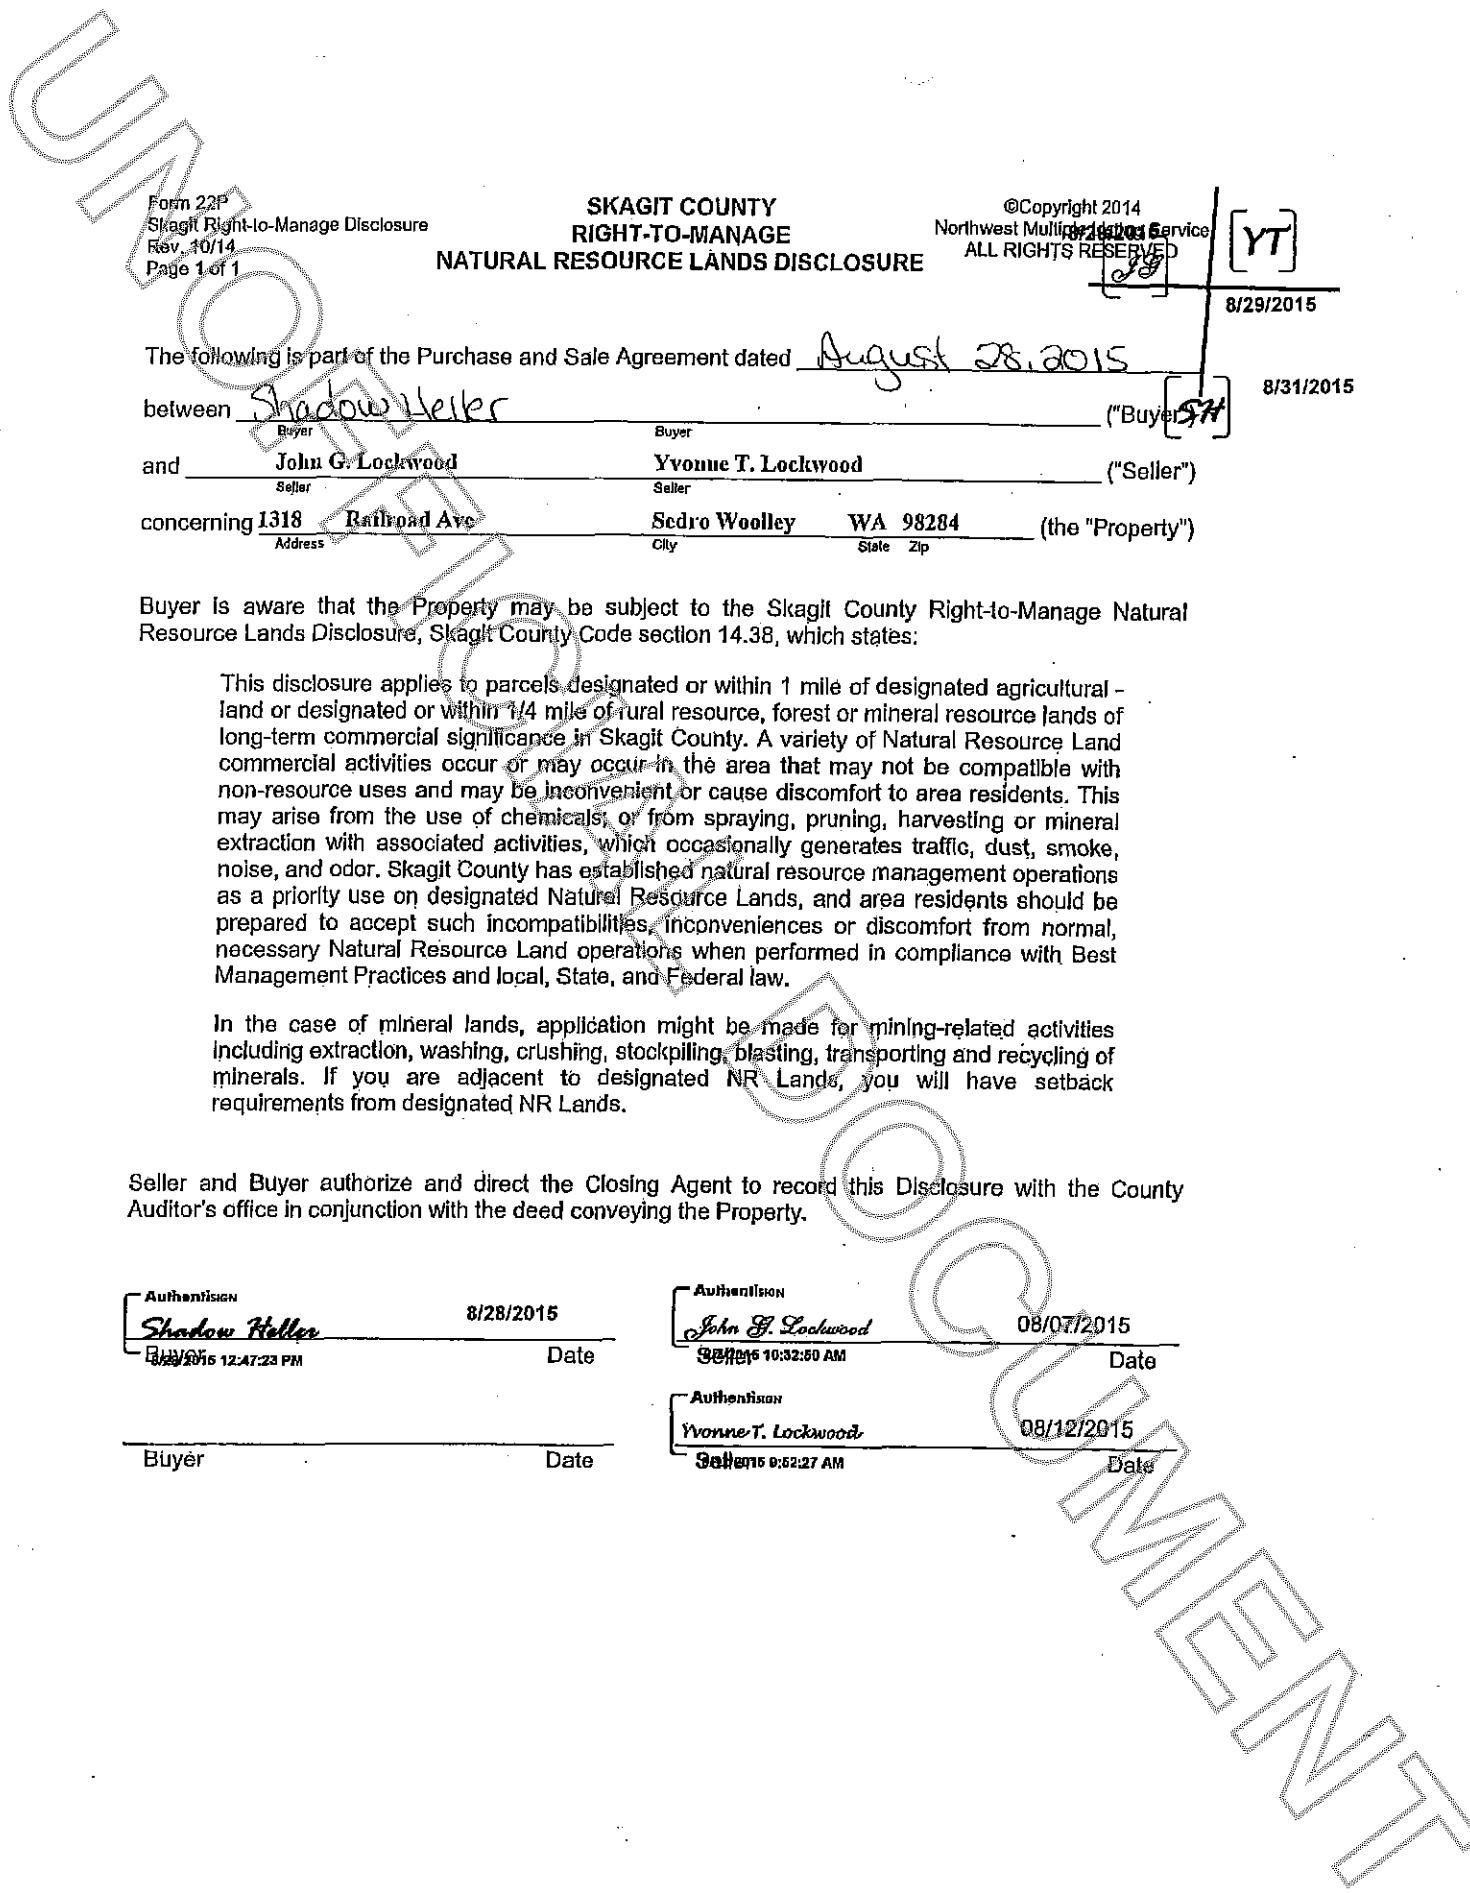 Form 22P
Skagit Right-to-Manage Disclosure
Rev. 10/14
Page 1 of 1
SKAGIT COUNTY
RIGHT-TO-MANAGE
NATURAL RESOURCE LANDS DISCLOSURE
©Copyright 2014
Northwest Multiple Listing Service
ALL RIGHTS RESERVED
JG
YT
8/29/2015
The following is part of the Purchase and Sale Agreement dated August 28, 2015
8/31/2015
between Shadow Heller ("Buyer")
SH
Buyer Buyer
and John G. Lockwood Yvonne T. Lockwood ("Seller")
Seller Seller
concerning 1318 Railroad Ave Sedro Woolley WA 98284 (the "Property")
Address City State Zip
Buyer is aware that the Property may be subject to the Skagit County Right-to-Manage Natural
Resource Lands Disclosure, Skagit County Code section 14.38, which states:
This disclosure applies to parcels designated or within 1 mile of designated agricultural -
land or designated or within 1/4 mile of rural resource, forest or mineral resource lands of
long-term commercial significance in Skagit County. A variety of Natural Resource Land
commercial activities occur or may occur in the area that may not be compatible with
non-resource uses and may be inconvenient or cause discomfort to area residents. This
may arise from the use of chemicals; or from spraying, pruning, harvesting or mineral
extraction with associated activities, which occasionally generates traffic, dust, smoke,
noise, and odor. Skagit County has established natural resource management operations
as a priority use on designated Natural Resource Lands, and area residents should be
prepared to accept such incompatibilities, inconveniences or discomfort from normal,
necessary Natural Resource Land operations when performed in compliance with Best
Management Practices and local, State, and Federal law.
In the case of mineral lands, application might be made for mining-related activities
including extraction, washing, crushing, stockpiling, blasting, transporting and recycling of
minerals. If you are adjacent to designated NR Lands, you will have setback
requirements from designated NR Lands.
Seller and Buyer authorize and direct the Closing Agent to record this Disclosure with the County
Auditor's office in conjunction with the deed conveying the Property.
Authentisign
Shadow Heller 8/28/2015
Buyer 12:47:23 PM Date
Authentisign
John G. Lockwood 08/07/2015
Seller 10:32:50 AM Date
Authentisign
Yvonne T. Lockwood 08/12/2015
Seller 9:52:27 AM Date
Buyer Date
UNOFFICIAL DOCUMENT